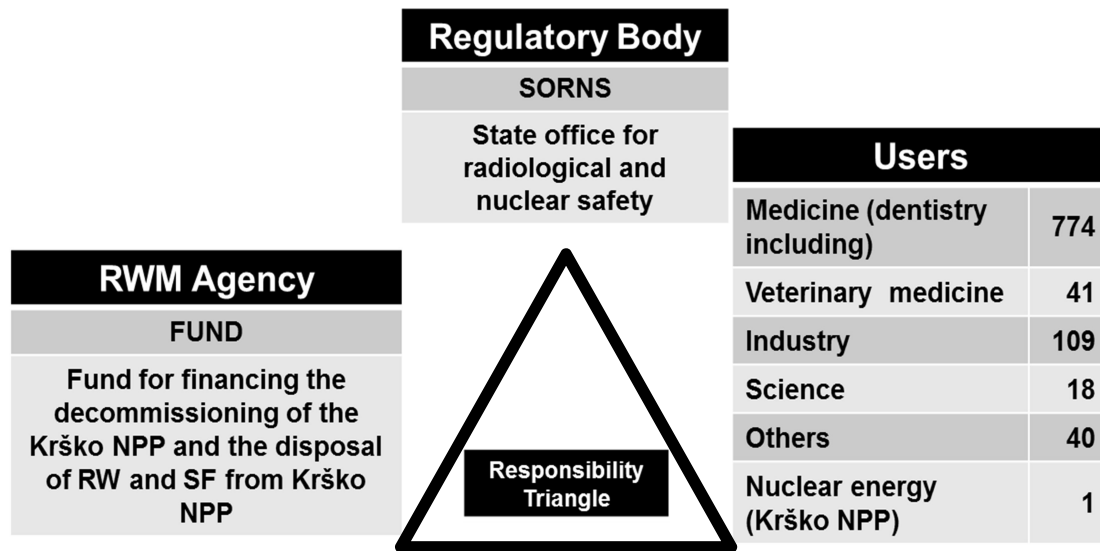 Regulatory Body
SORNS
State office for
radiological and
nuclear safety
RWM Agency
FUND
Fund for financing the
decommissioning of the
Krško NPP and the disposal
of RW and SF from Krško
NPP
Responsibility
Triangle
Users
Medicine (dentistry
including) 774
Veterinary medicine 41
Industry 109
Science 18
Others 40
Nuclear energy
(Krško NPP) 1